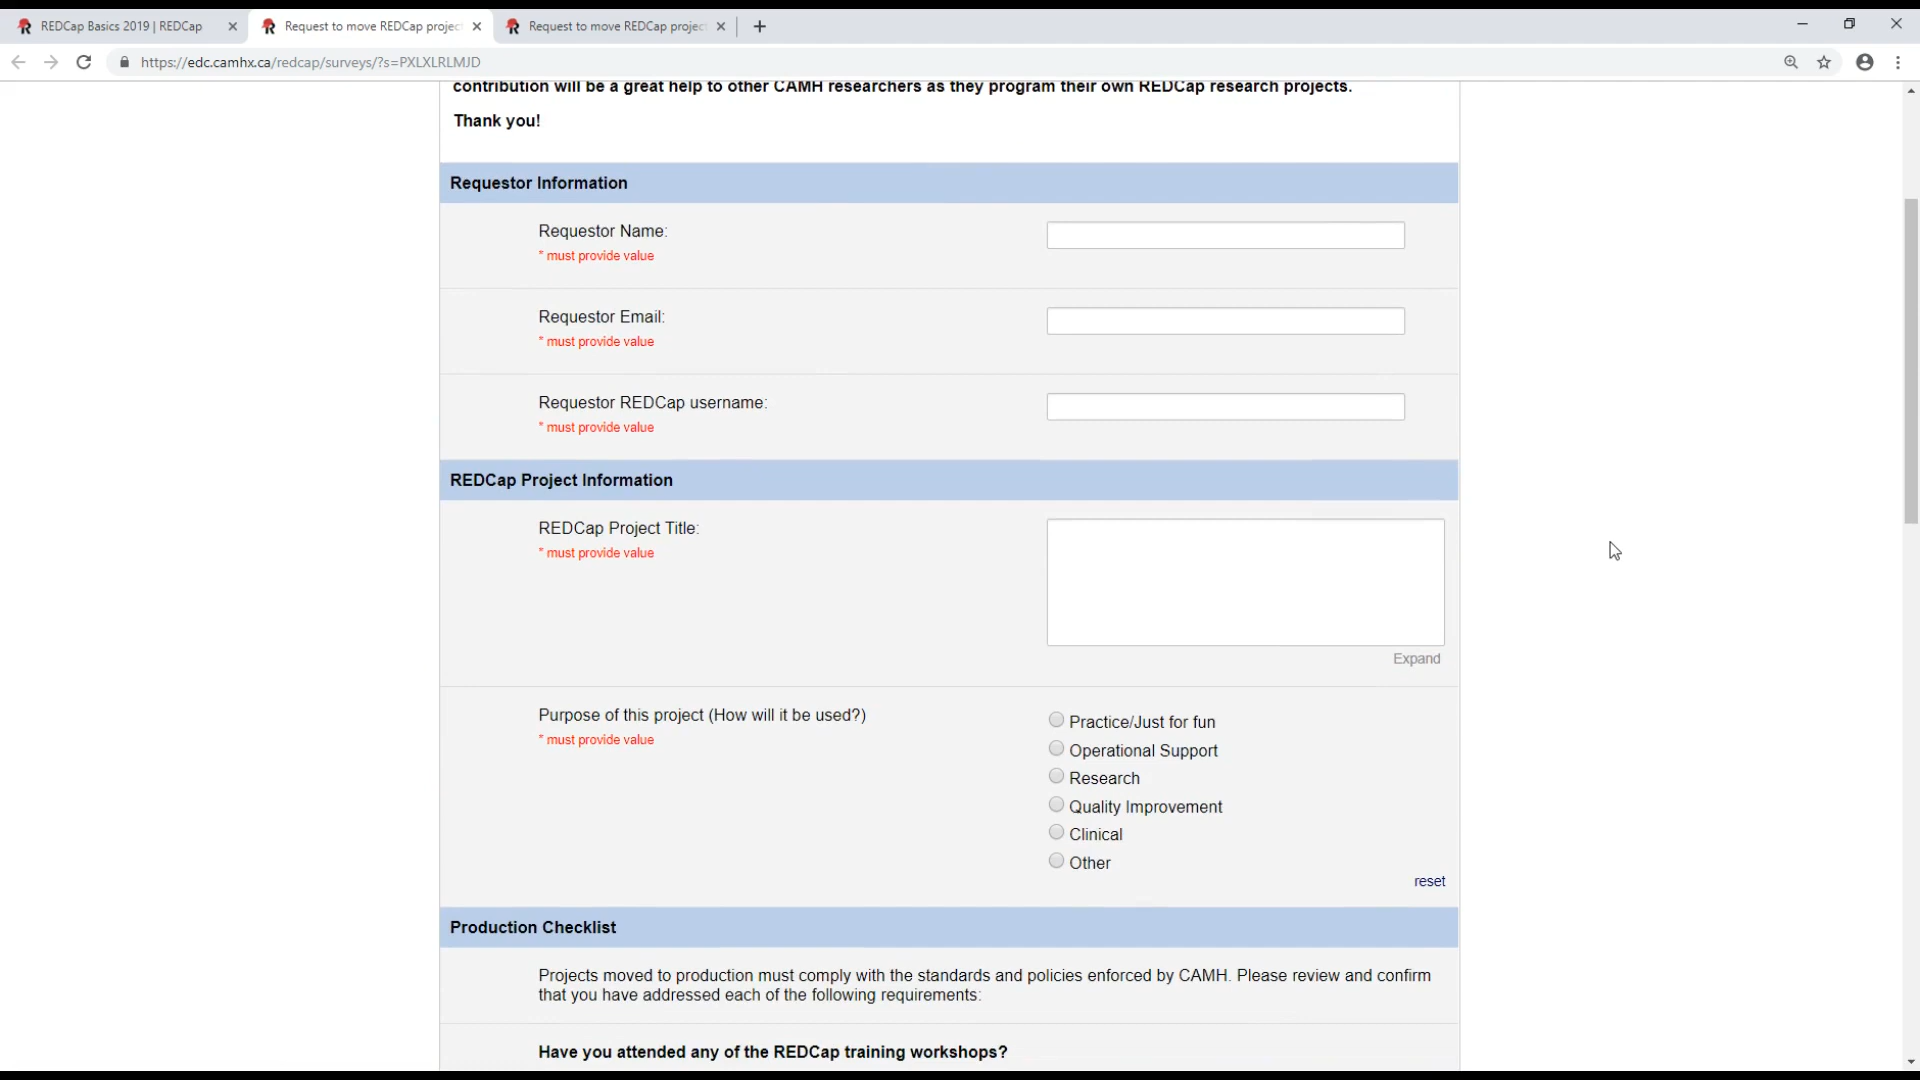 REDCap Basics 2019 | REDCap
Request to move REDCap projec
Request to move REDCap projec
https://edc.camhx.ca/redcap/surveys/?s=PXLXLRLMJD
contribution will be a great help to other CAMH researchers as they program their own REDCap research projects.
Thank you!
Requestor Information
Requestor Name:
* must provide value
Requestor Email:
* must provide value
Requestor REDCap username:
* must provide value
REDCap Project Information
REDCap Project Title:
* must provide value
Expand
Purpose of this project (How will it be used?)
* must provide value
Practice/Just for fun
Operational Support
Research
Quality Improvement
Clinical
Other
reset
Production Checklist
Projects moved to production must comply with the standards and policies enforced by CAMH. Please review and confirm
that you have addressed each of the following requirements:
Have you attended any of the REDCap training workshops?